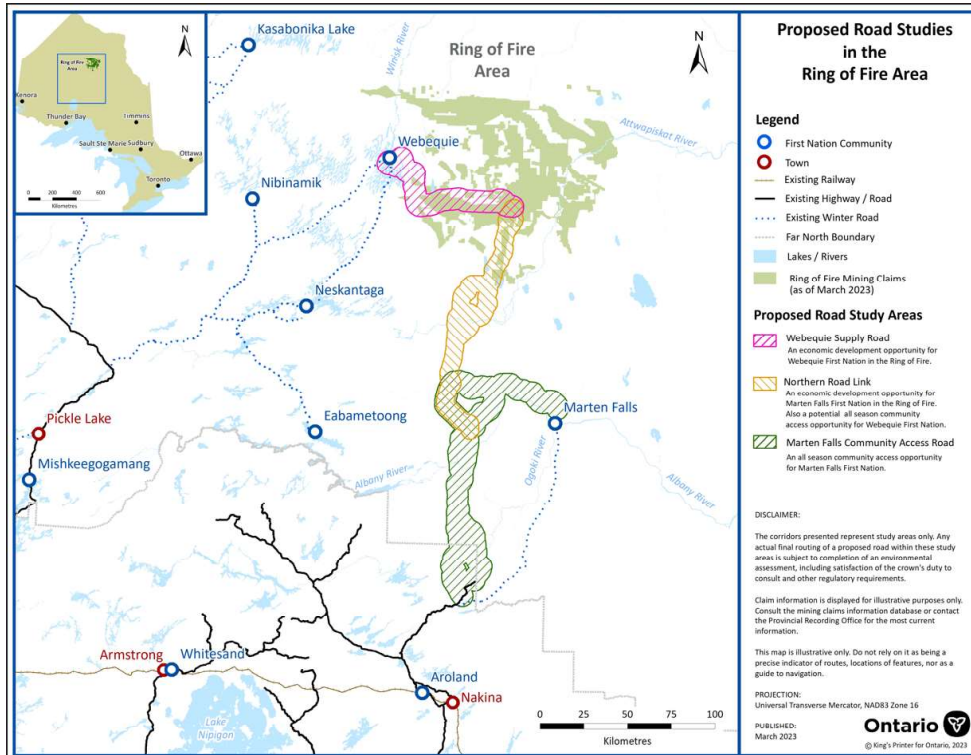 N
Ring of Fire
Area
Kenora
Thunder Bay
Timmins
Sault Ste Marie
Sudbury
Ottawa
Toronto
0 200 400 600
Kilometres
Kasabonika Lake
Winisk River
Ring of Fire
Area
N
Attawapiskat River
Webequie
Nibinamik
Neskantaga
Pickle Lake
Eabametoong
Marten Falls
Mishkeegogamang
Albany River
Ogoki River
Albany River
Armstrong
Whitesand
Aroland
Nakina
Lake
Nipigon
0 25 50 75 100
Kilometres
Proposed Road Studies
in the
Ring of Fire Area
Legend
First Nation Community
Town
Existing Railway
Existing Highway / Road
Existing Winter Road
Far North Boundary
Lakes / Rivers
Ring of Fire Mining Claims
(as of March 2023)
Proposed Road Study Areas
Webequie Supply Road
An economic development opportunity for
Webequie First Nation in the Ring of Fire.
Northern Road Link
An economic development opportunity for
Marten Falls First Nation in the Ring of Fire.
Also a potential all season community
access opportunity for Webequie First Nation.
Marten Falls Community Access Road
An all season community access opportunity
for Marten Falls First Nation.
DISCLAIMER:
The corridors presented represent study areas only. Any
actual final routing of a proposed road within these study
areas is subject to completion of an environmental
assessment, including satisfaction of the crown's duty to
consult and other regulatory requirements.
Claim information is displayed for illustrative purposes only.
Consult the mining claims information database or contact
the Provincial Recording Office for the most current
information.
This map is illustrative only. Do not rely on it as being a
precise indicator of routes, locations of features, nor as a
guide to navigation.
PROJECTION:
Universal Transverse Mercator, NAD83 Zone 16
PUBLISHED:
March 2023
Ontario
© King's Printer for Ontario, 2023